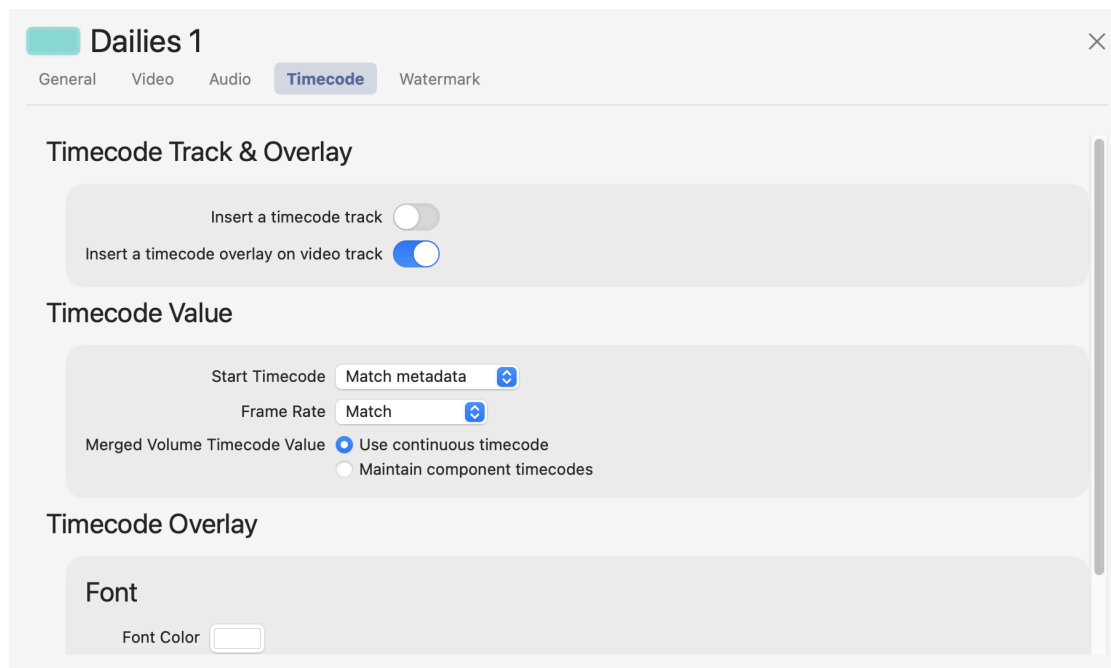 Dailies 1
General Video Audio Timecode Watermark
Timecode Track & Overlay
Insert a timecode track
Insert a timecode overlay on video track
Timecode Value
Start Timecode Match metadata
Frame Rate Match
Merged Volume Timecode Value Use continuous timecode
Maintain component timecodes
Timecode Overlay
Font
Font Color